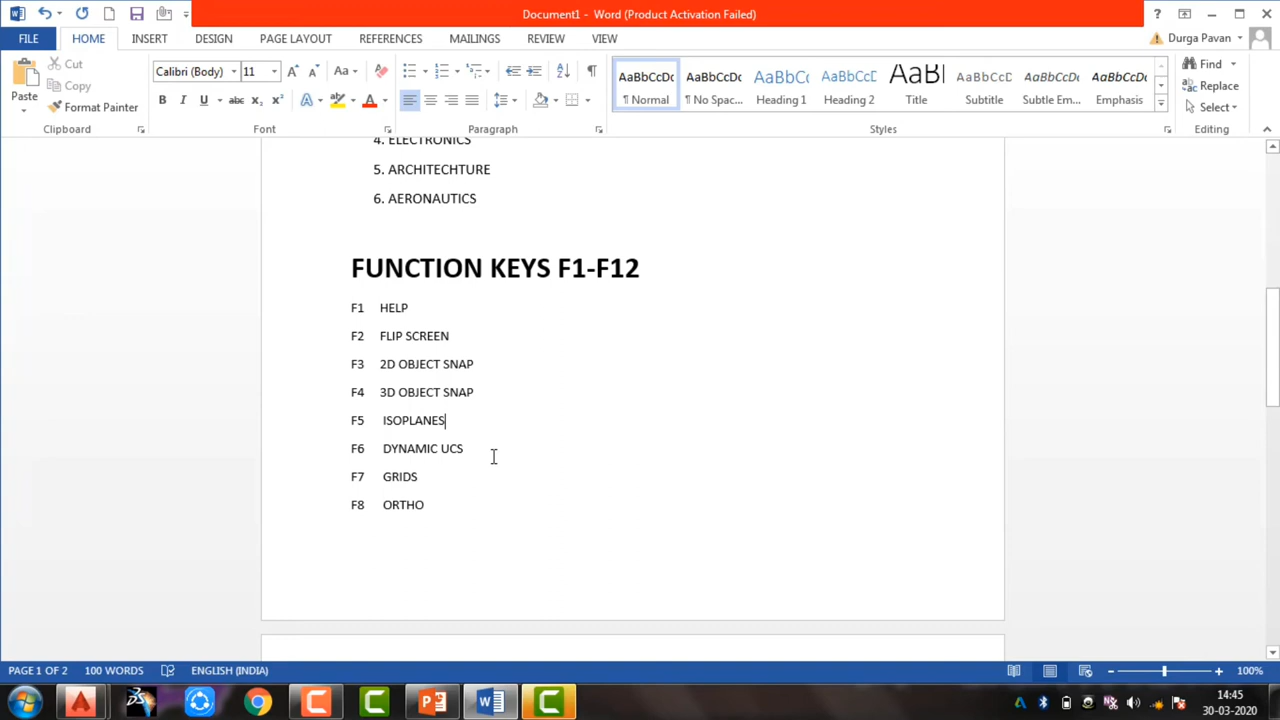 Document1 - Word (Product Activation Failed)
?
FILE HOME INSERT DESIGN PAGE LAYOUT REFERENCES MAILINGS REVIEW VIEW
Durga Pavan
Paste
Cut
Copy
Format Painter
Clipboard
Calibri (Body) 11
Font
Paragraph
AaBbCcDc AaBbCcDc AaBbCc AaBbCc AaBl AaBbCcD AaBbCcDc AaBbCcDc
¶ Normal ¶ No Spac... Heading 1 Heading 2 Title Subtitle Subtle Em... Emphasis
Styles
Find
Replace
Select
Editing
4. ELECTRONICS
5. ARCHITECHTURE
6. AERONAUTICS
FUNCTION KEYS F1-F12
F1 HELP
F2 FLIP SCREEN
F3 2D OBJECT SNAP
F4 3D OBJECT SNAP
F5 ISOPLANES
F6 DYNAMIC UCS
F7 GRIDS
F8 ORTHO
PAGE 1 OF 2 100 WORDS ENGLISH (INDIA) 100%
14:45
30-03-2020